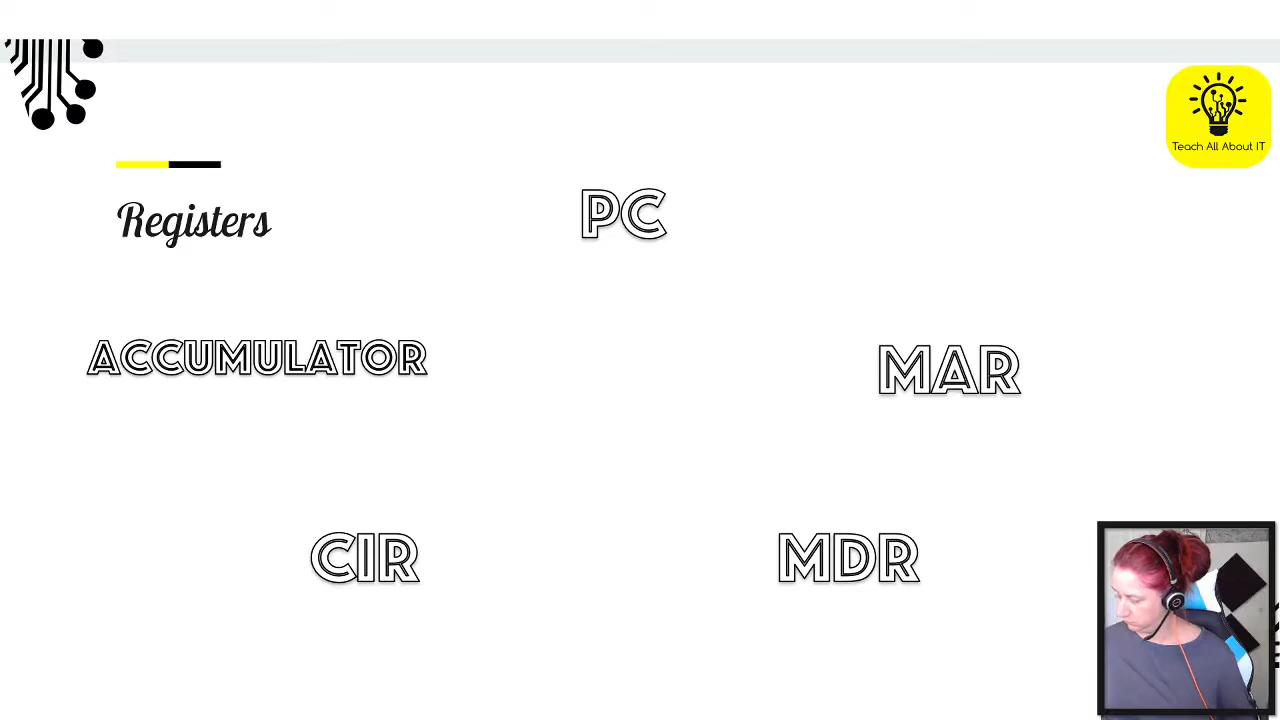 Teach All About IT
Registers
PC
ACCUMULATOR
MAR
CIR
MDR